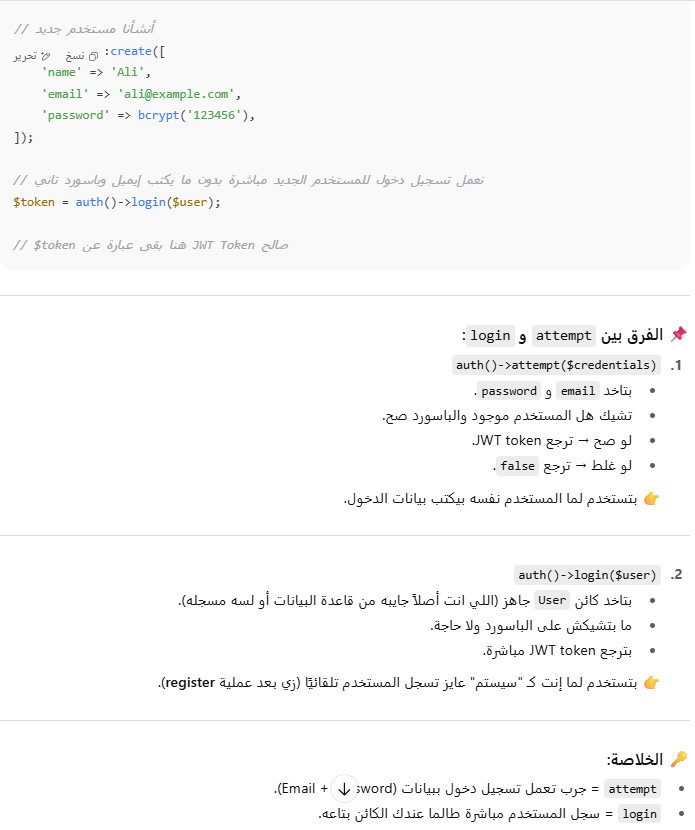 // أنشأنا مستخدم جديد
نسخ تحرير
:create([
'name' => 'Ali',
'email' => 'ali@example.com',
'password' => bcrypt('123456'),
]);
// نعمل تسجيل دخول للمستخدم الجديد مباشرة بدون ما يكتب إيميل وباسورد تاني
$token = auth()->login($user);
// $token هنا بقى عبارة عن JWT Token صالح
📌 الفرق بين attempt و login:
1. auth()->attempt($credentials)
• بتاخد email و password.
• تشيك هل المستخدم موجود والباسورد صح.
• لو صح → ترجع JWT token.
• لو غلط → ترجع false.
👉 بتستخدم لما المستخدم نفسه بيكتب بيانات الدخول.
2. auth()->login($user)
• بتاخد كائن User جاهز (اللي انت أصلاً جايبه من قاعدة البيانات أو لسه مسجله).
• ما بتشيكش على الباسورد ولا حاجة.
• بترجع JWT token مباشرة.
👉 بتستخدم لما إنت كـ "سيستم" عايز تسجل المستخدم تلقائيًا (زي بعد عملية register).
🔑 الخلاصة:
• attempt = جرب تعمل تسجيل دخول ببيانات (Email + sword).
• login = سجل المستخدم مباشرة طالما عندك الكائن بتاعه.